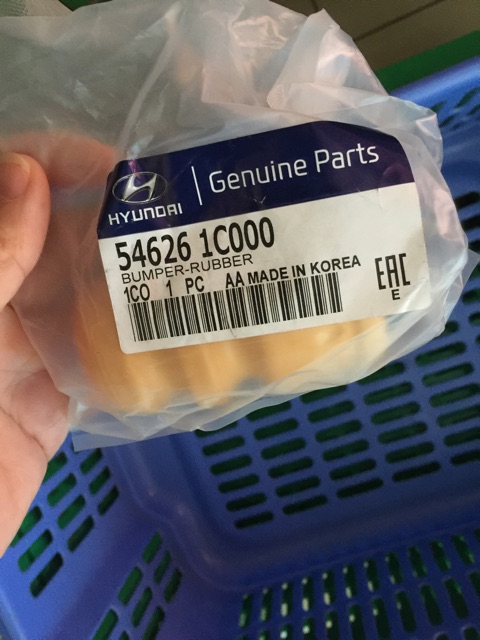 HYUNDAI | Genuine Parts
54626 1C000
BUMPER-RUBBER
1CO 1 PC AA MADE IN KOREA
EAC
E